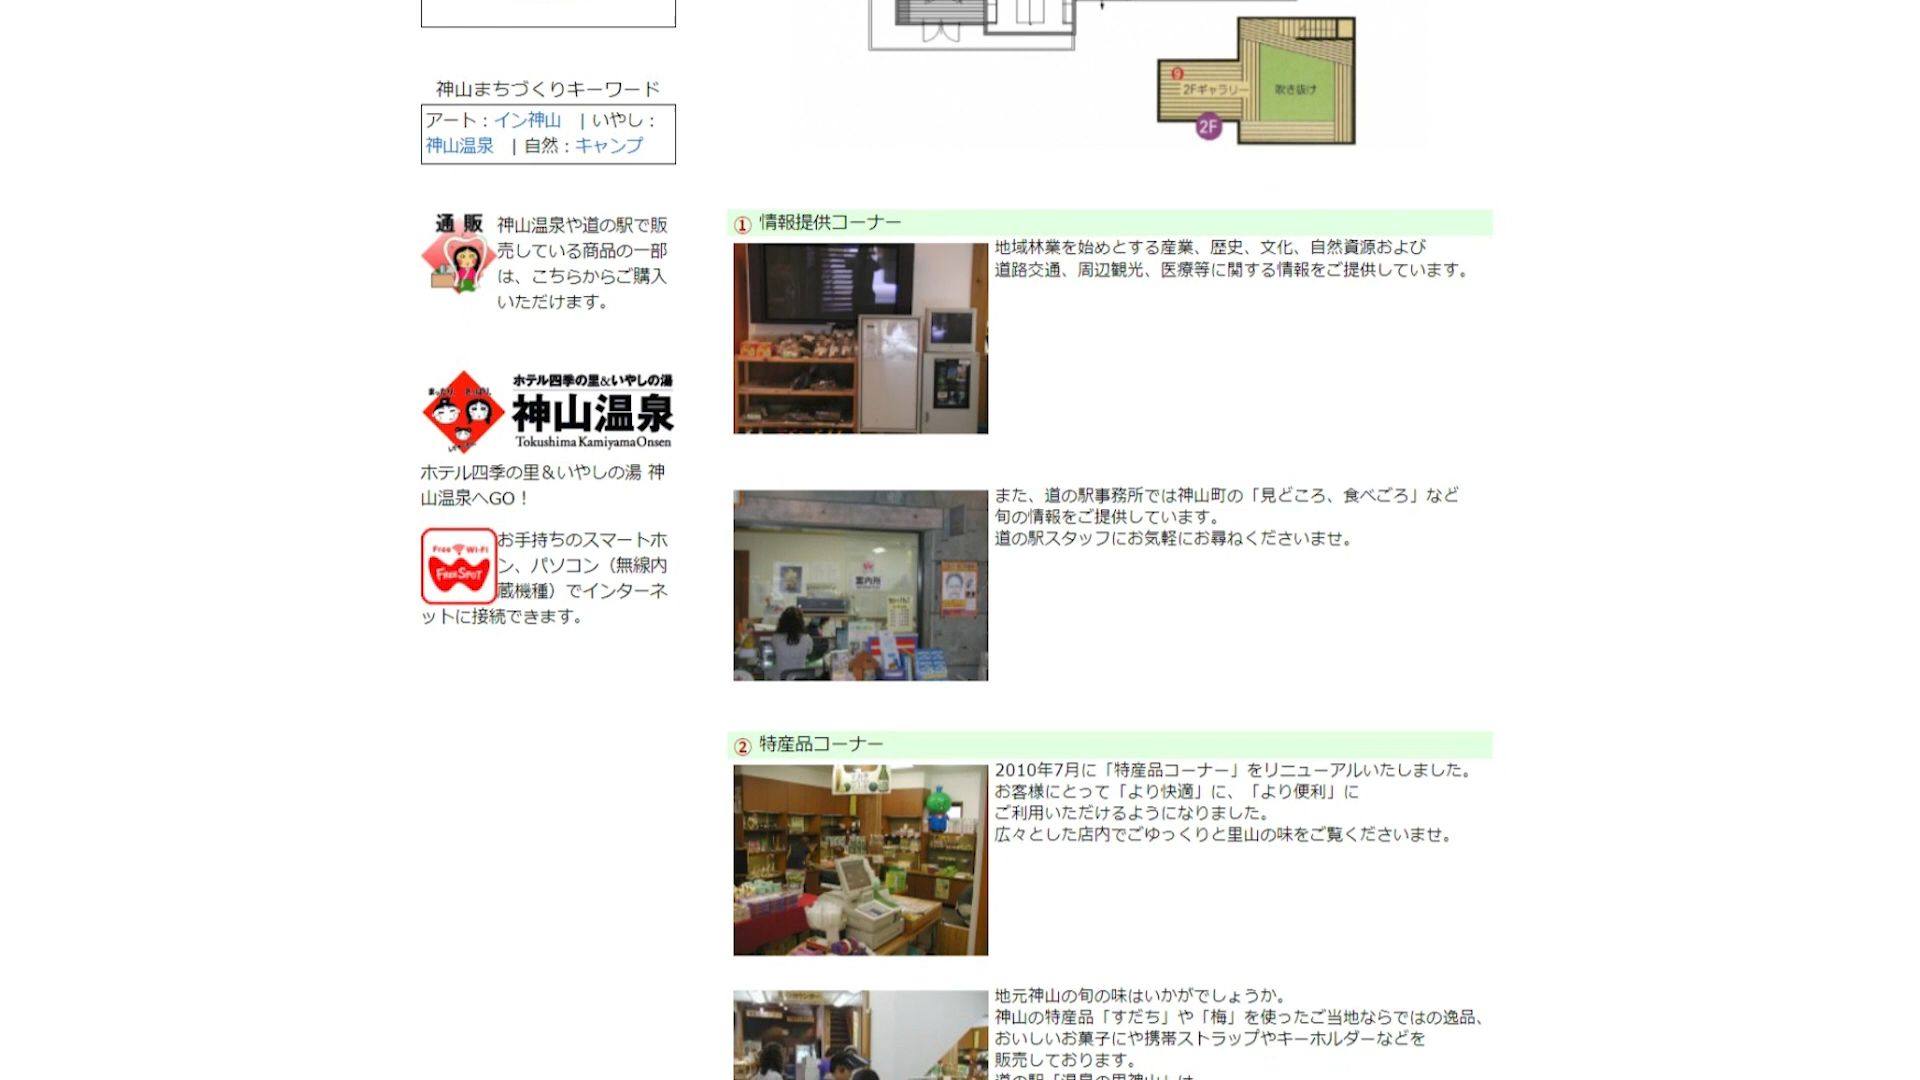 神山まちづくりキーワード
アート：イン神山　| いやし：
神山温泉　| 自然：キャンプ
通販
神山温泉や道の駅で販
売している商品の一部
は、こちらからご購入
いただけます。
ホテル四季の里&いやしの湯
神山温泉
Tokushima KamiyamaOnsen
ホテル四季の里＆いやしの湯 神
山温泉へGO！
Free Wi-Fi
FREESPOT
お手持ちのスマートホ
ン、パソコン（無線内
蔵機種）でインターネ
ットに接続できます。
9
2Fギャラリー
吹き抜け
2F
① 情報提供コーナー
地域林業を始めとする産業、歴史、文化、自然資源および
道路交通、周辺観光、医療等に関する情報をご提供しています。
案内所
また、道の駅事務所では神山町の「見どころ、食べごろ」など
旬の情報をご提供しています。
道の駅スタッフにお気軽にお尋ねくださいませ。
② 特産品コーナー
2010年7月に「特産品コーナー」をリニューアルいたしました。
お客様にとって「より快適」に、「より便利」に
ご利用いただけるようになりました。
広々とした店内でごゆっくりと里山の味をご覧くださいませ。
地元神山の旬の味はいかがでしょうか。
神山の特産品「すだち」や「梅」を使ったご当地ならではの逸品、
おいしいお菓子にや携帯ストラップやキーホルダーなどを
販売しております。
道の駅「温泉の里神山」は